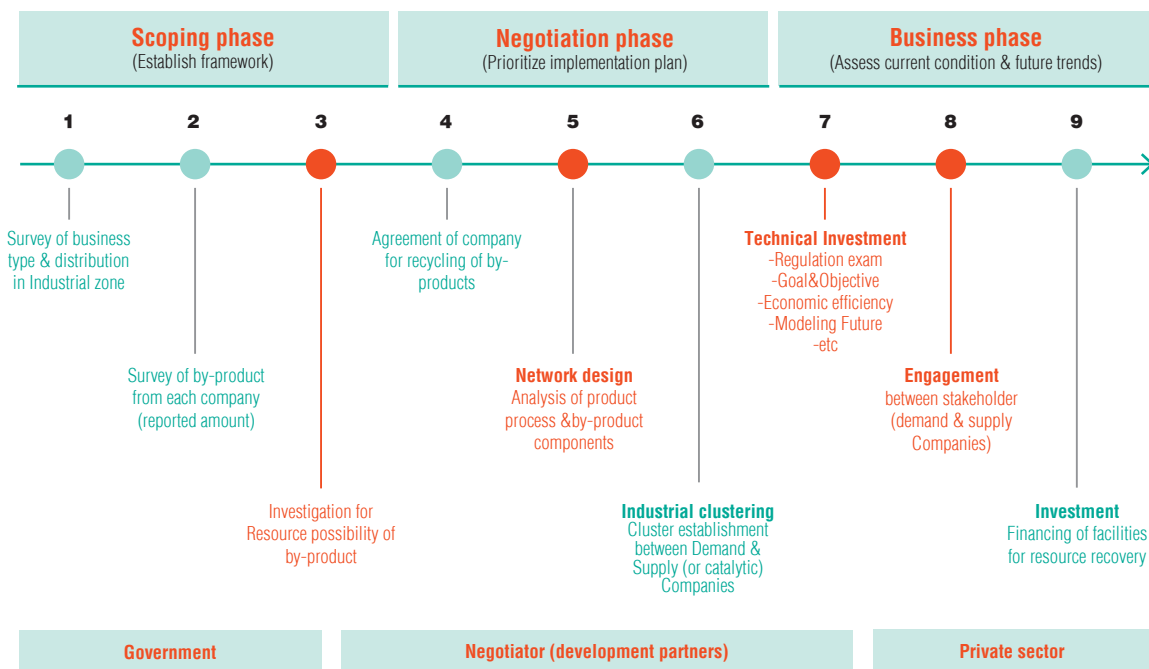 Scoping phase
(Establish framework)
Negotiation phase
(Prioritize implementation plan)
Business phase
(Assess current condition & future trends)
1
2
3
4
5
6
7
8
9
Survey of business
type & distribution
in Industrial zone
Survey of by-product
from each company
(reported amount)
Investigation for
Resource possibility of
by-product
Agreement of company
for recycling of by-
products
Network design
Analysis of product
process &by-product
components
Industrial clustering
Cluster establishment
between Demand &
Supply (or catalytic)
Companies
Technical Investment
-Regulation exam
-Goal&Objective
-Economic efficiency
-Modeling Future
-etc
Engagement
between stakeholder
(demand & supply
Companies)
Investment
Financing of facilities
for resource recovery
Government
Negotiator (development partners)
Private sector